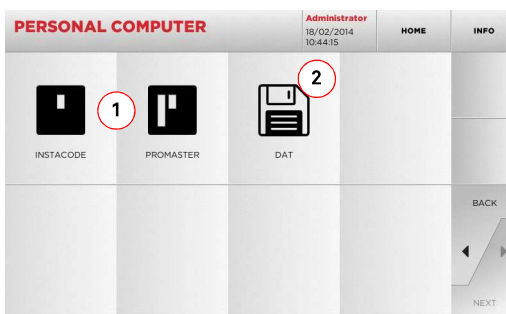 PERSONAL COMPUTER
Administrator
18/02/2014
10:44:15
HOME
INFO
1
2
INSTACODE
PROMASTER
DAT
BACK
NEXT